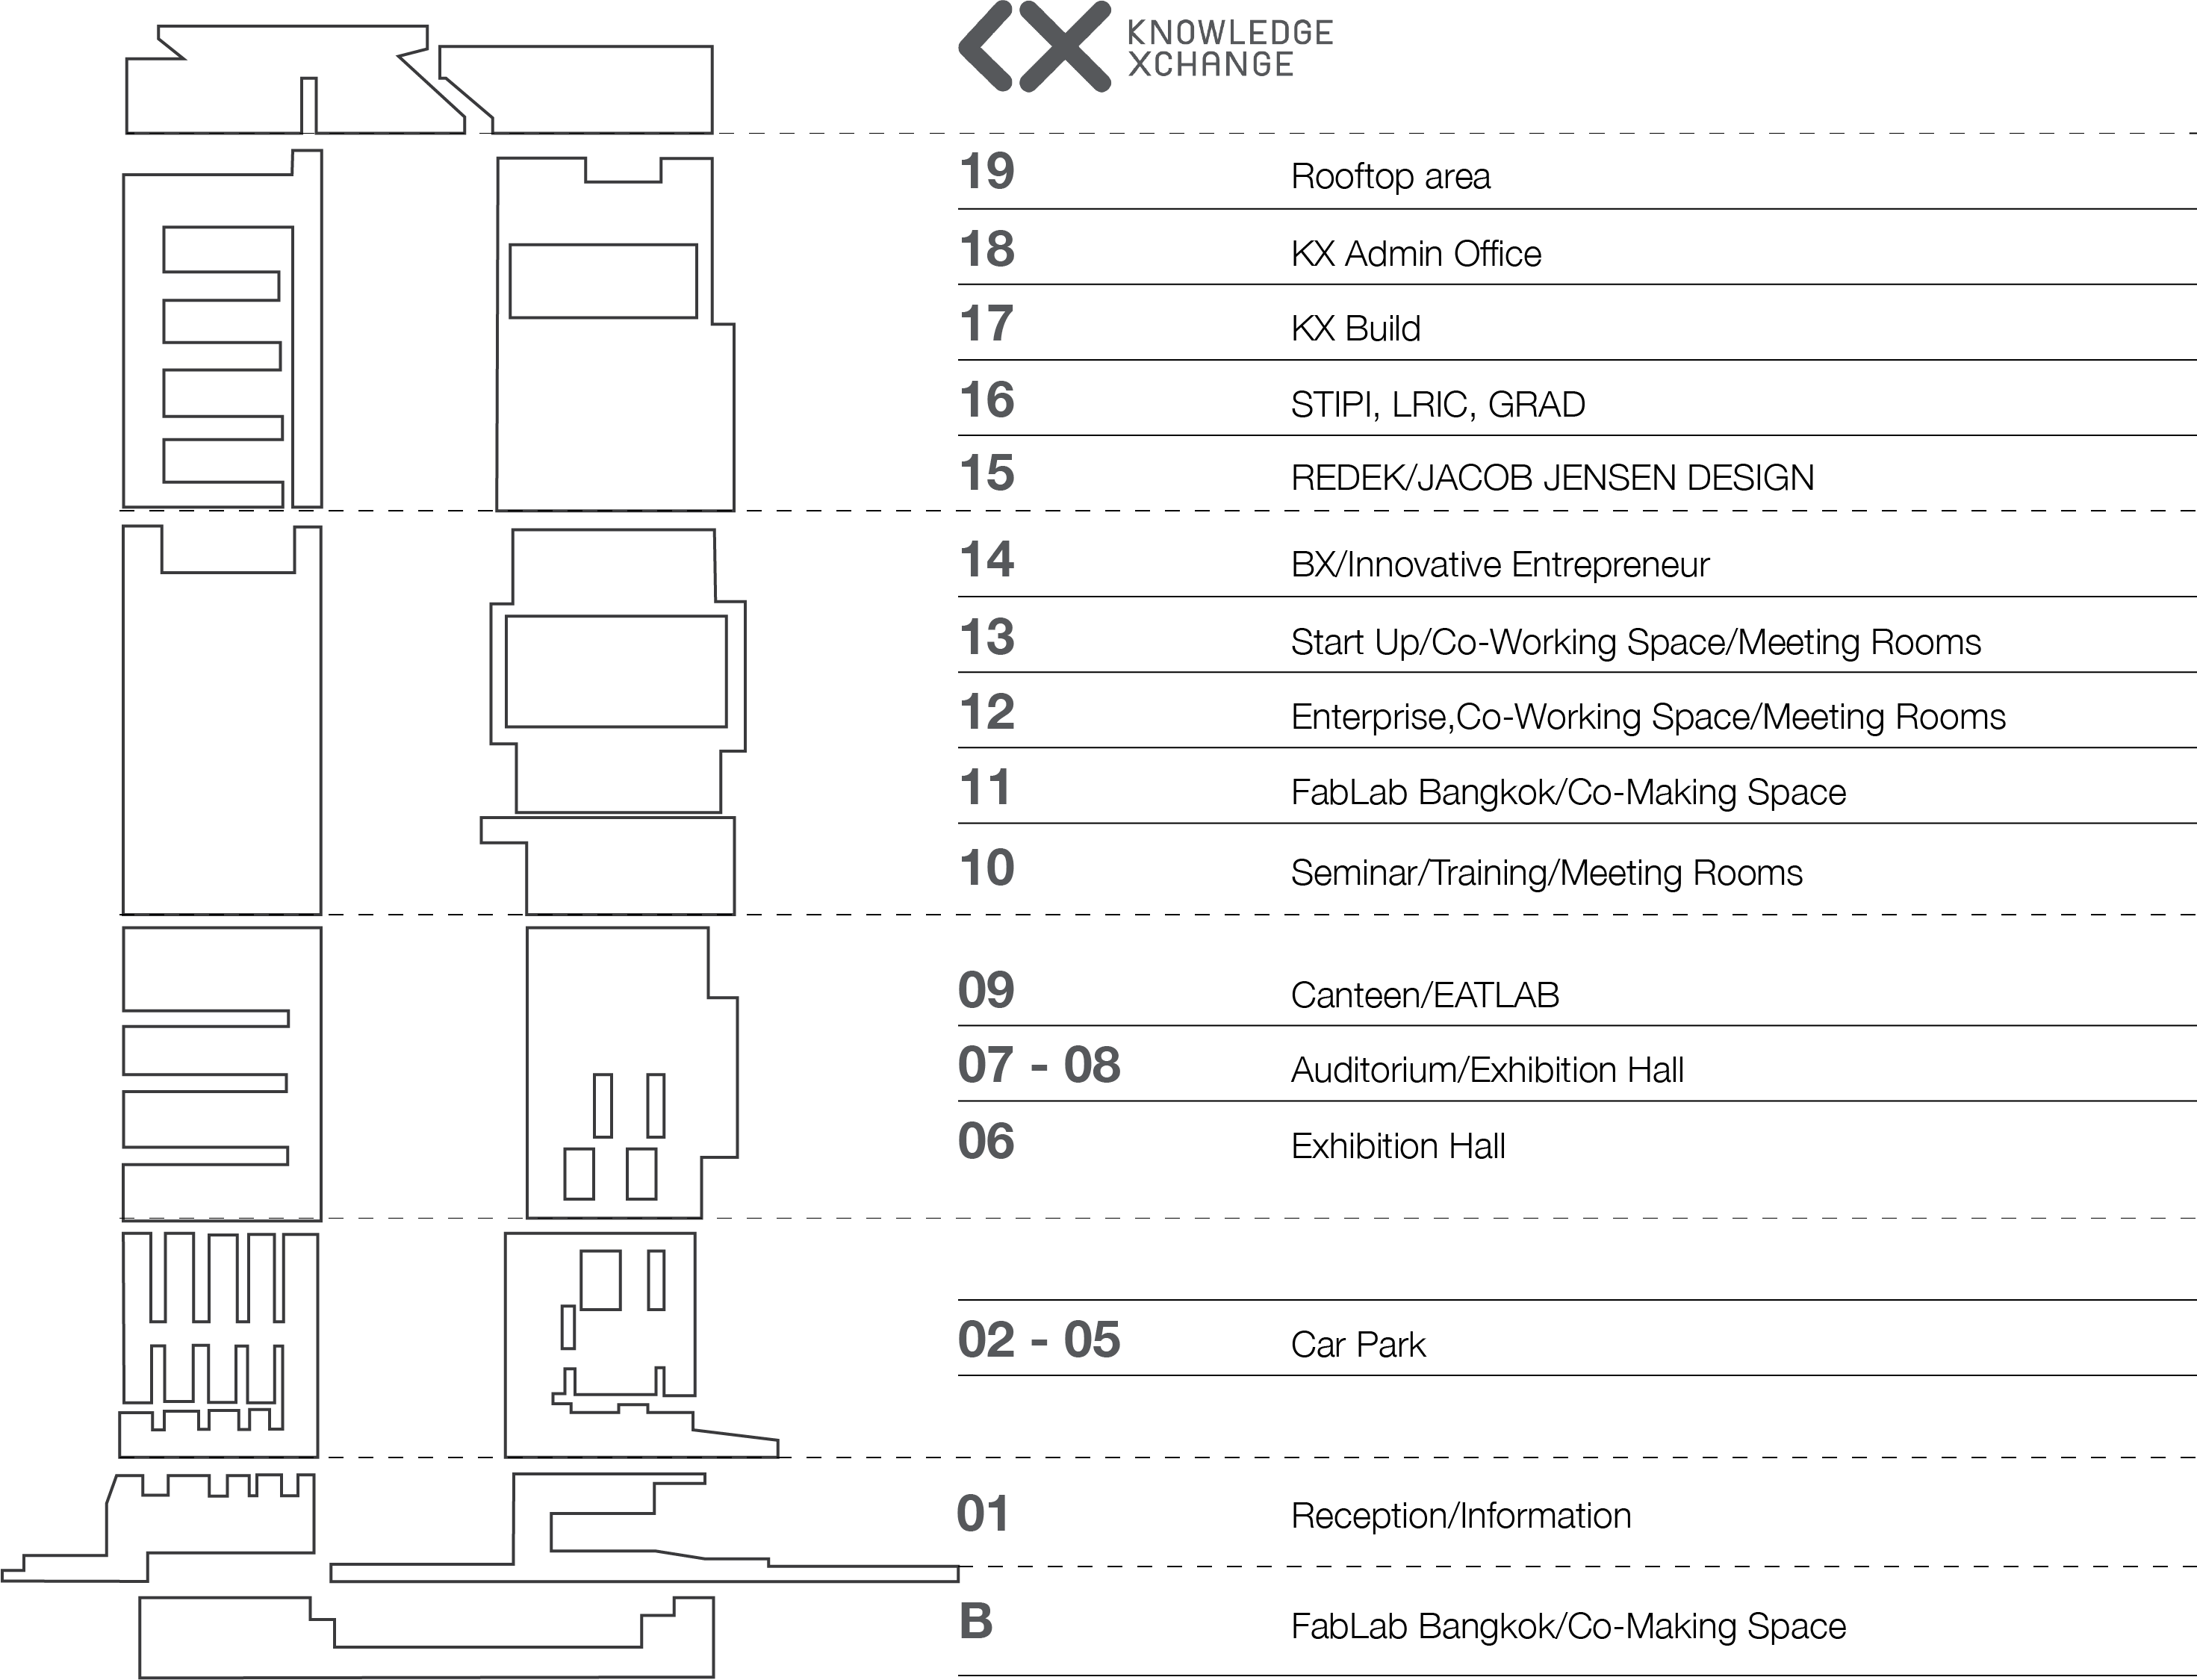 KNOWLEDGE
XCHANGE
19 Rooftop area
18 KX Admin Office
17 KX Build
16 STIPI, LRIC, GRAD
15 REDEK/JACOB JENSEN DESIGN
14 BX/Innovative Entrepreneur
13 Start Up/Co-Working Space/Meeting Rooms
12 Enterprise,Co-Working Space/Meeting Rooms
11 FabLab Bangkok/Co-Making Space
10 Seminar/Training/Meeting Rooms
09 Canteen/EATLAB
07 - 08 Auditorium/Exhibition Hall
06 Exhibition Hall
02 - 05 Car Park
01 Reception/Information
B FabLab Bangkok/Co-Making Space